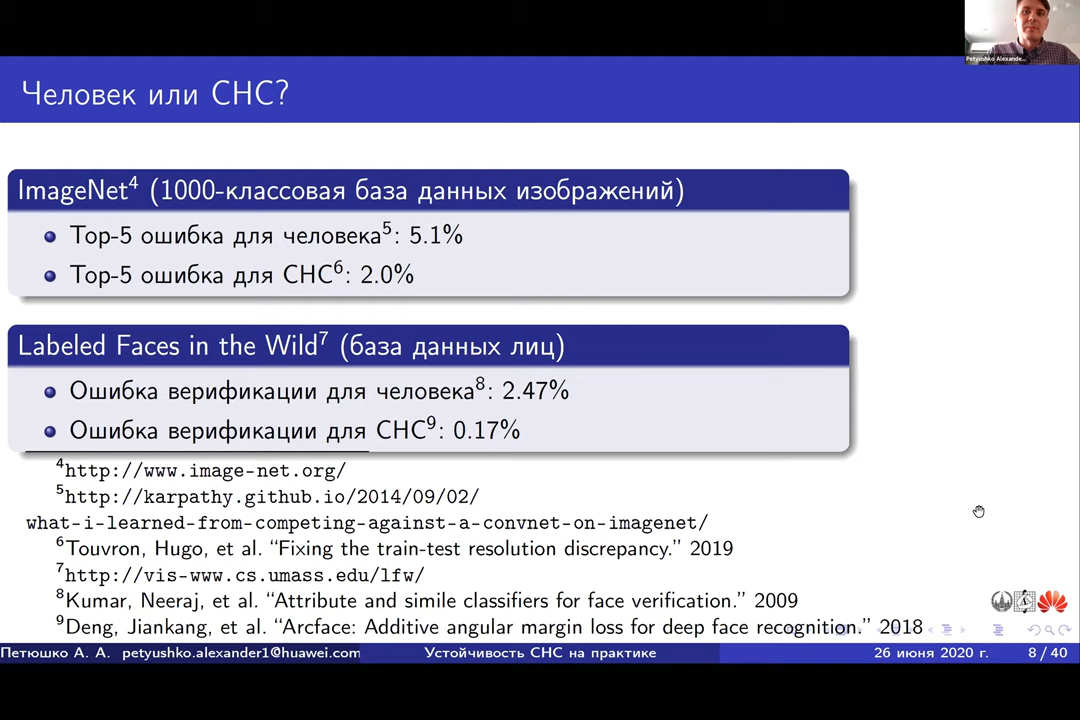 Petyushko Alexande...
Человек или СНС?
ImageNet4 (1000-классовая база данных изображений)
Top-5 ошибка для человека5: 5.1%
Top-5 ошибка для СНС6: 2.0%
Labeled Faces in the Wild7 (база данных лиц)
Ошибка верификации для человека8: 2.47%
Ошибка верификации для СНС9: 0.17%
4http://www.image-net.org/
5http://karpathy.github.io/2014/09/02/
what-i-learned-from-competing-against-a-convnet-on-imagenet/
6Touvron, Hugo, et al. “Fixing the train-test resolution discrepancy.” 2019
7http://vis-www.cs.umass.edu/lfw/
8Kumar, Neeraj, et al. “Attribute and simile classifiers for face verification.” 2009
9Deng, Jiankang, et al. “Arcface: Additive angular margin loss for deep face recognition.” 2018
Петюшко А. А. petyushko.alexander1@huawei.com Устойчивость СНС на практике 26 июня 2020 г. 8 / 40